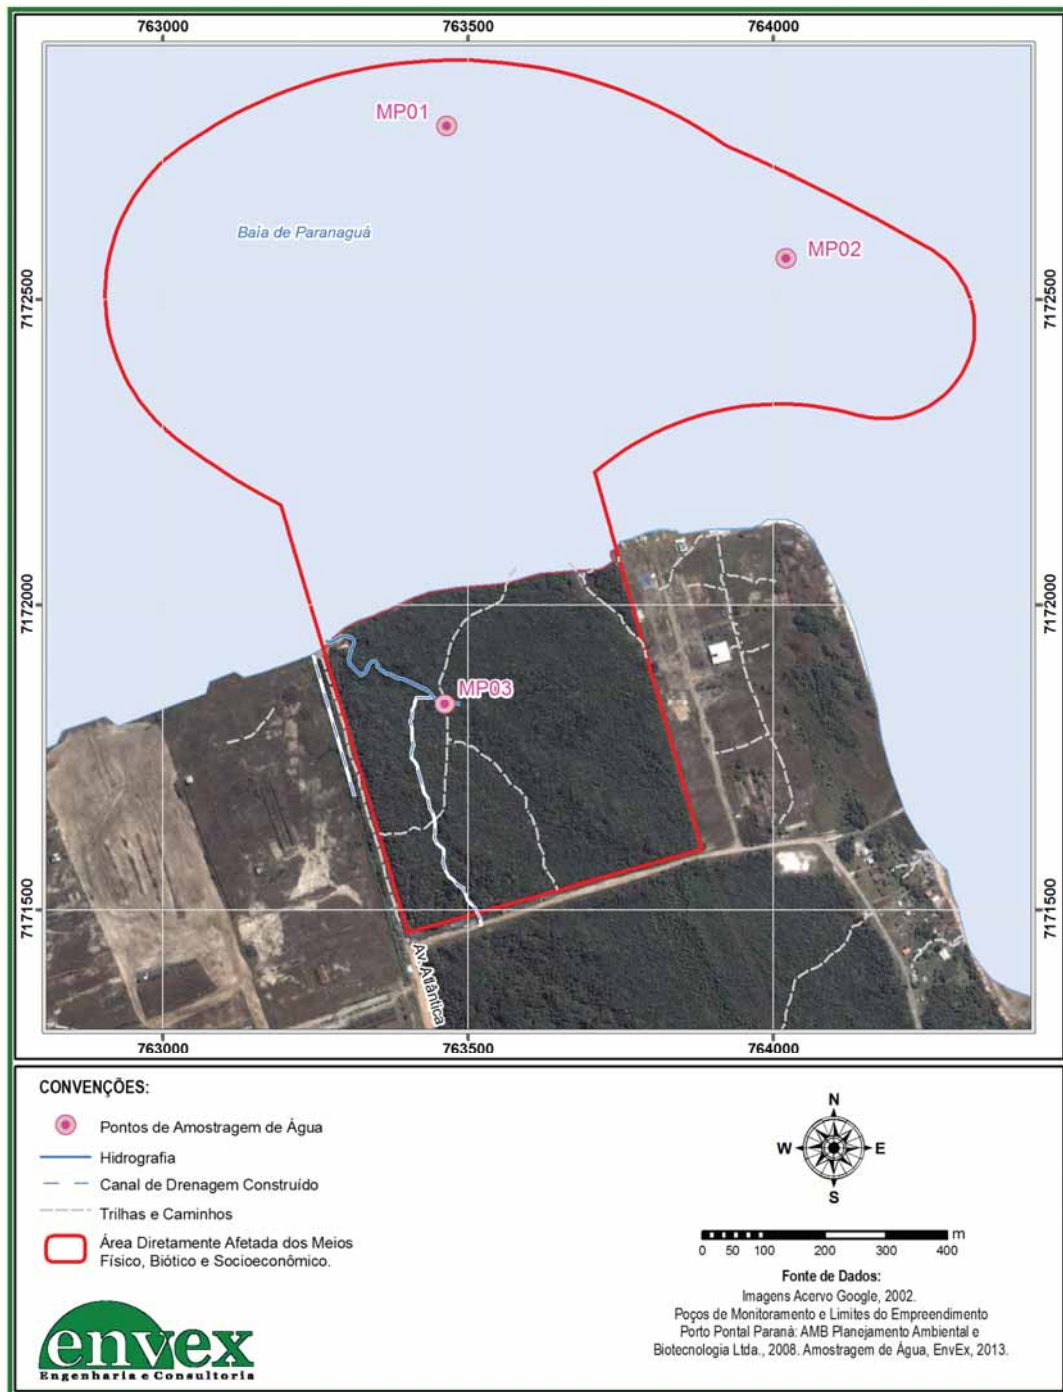 763000 763500 764000
MP01
Baía de Paranaguá
MP02
7172500 7172500
7172000 7172000
MP03
7171500 7171500
Av. Atlântica
763000 763500 764000
CONVENÇÕES:
Pontos de Amostragem de Água
Hidrografia
Canal de Drenagem Construído
Trilhas e Caminhos
Área Diretamente Afetada dos Meios
Físico, Biótico e Socioeconômico.
envex
Engenharia e Consultoria
N
W E
S
0 50 100 200 300 400 m
Fonte de Dados:
Imagens Acervo Google, 2002.
Poços de Monitoramento e Limites do Empreendimento
Porto Pontal Paraná: AMB Planejamento Ambiental e
Biotecnologia Ltda., 2008. Amostragem de Água, EnvEx, 2013.